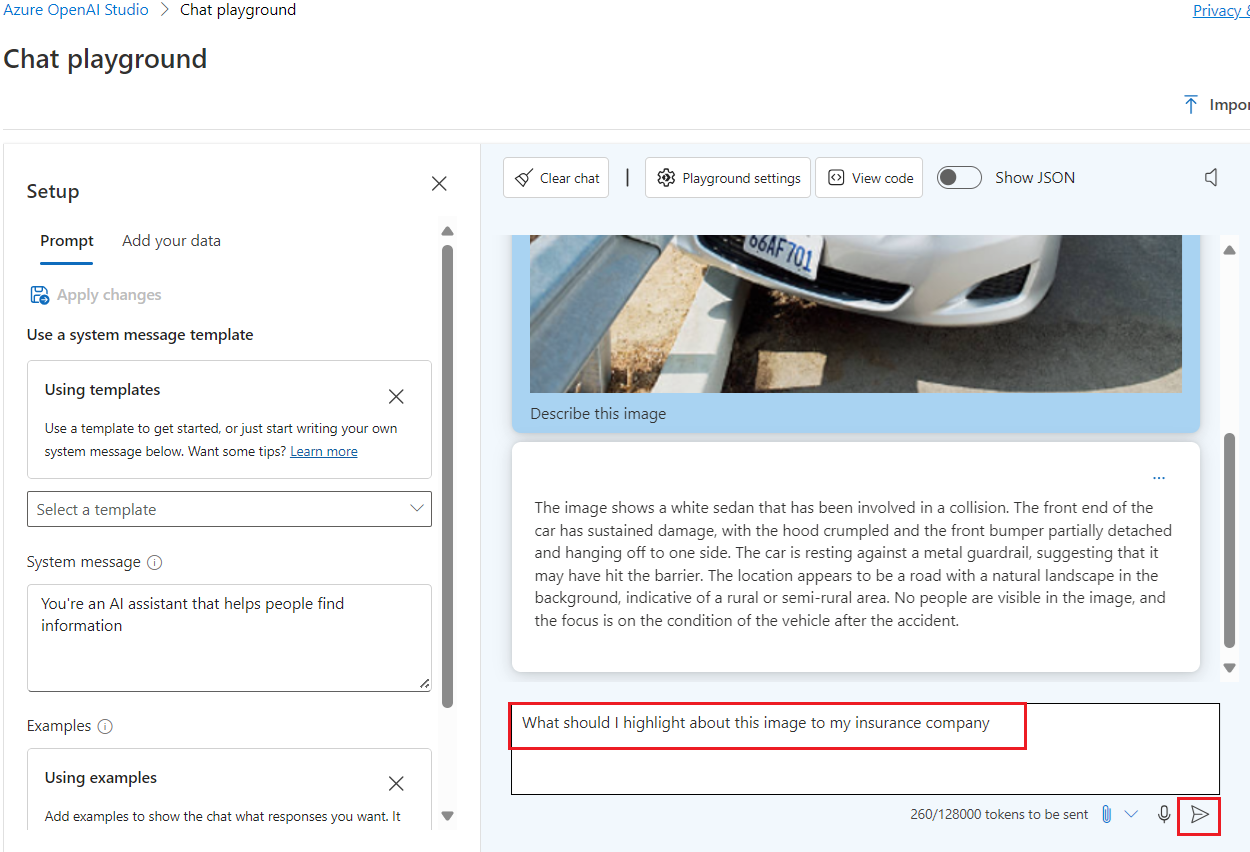 Azure OpenAI Studio > Chat playground
Privacy &
Chat playground
Impor
Setup
Prompt
Add your data
Apply changes
Use a system message template
Using templates
Use a template to get started, or just start writing your own
system message below. Want some tips? Learn more
Select a template
System message
You're an AI assistant that helps people find
information
Examples
Using examples
Add examples to show the chat what responses you want. It
Clear chat
Playground settings
View code
Show JSON
66AF701
Describe this image
...
The image shows a white sedan that has been involved in a collision. The front end of the
car has sustained damage, with the hood crumpled and the front bumper partially detached
and hanging off to one side. The car is resting against a metal guardrail, suggesting that it
may have hit the barrier. The location appears to be a road with a natural landscape in the
background, indicative of a rural or semi-rural area. No people are visible in the image, and
the focus is on the condition of the vehicle after the accident.
What should I highlight about this image to my insurance company
260/128000 tokens to be sent